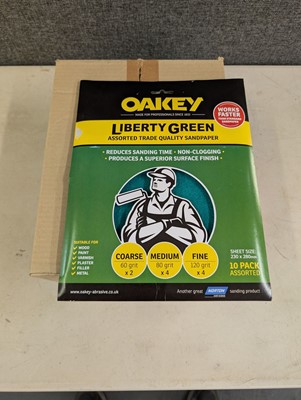 OAKEY
MADE FOR PROFESSIONALS SINCE 1833
WORKS
FASTER
LIBERTY GREEN
ASSORTED TRADE QUALITY SANDPAPER
• REDUCES SANDING TIME • NON-CLOGGING •
• PRODUCES A SUPERIOR SURFACE FINISH •
SUITABLE FOR
✔ WOOD
✔ PAINT
✔ VARNISH
✔ PLASTER
✔ FILLER
✔ METAL
COARSE
60 grit
x 2
MEDIUM
80 grit
x 4
FINE
120 grit
x 4
SHEET SIZE:
230 x 280mm
10 PACK
ASSORTED
www.oakey-abrasive.co.uk
Another great NORTON sanding product